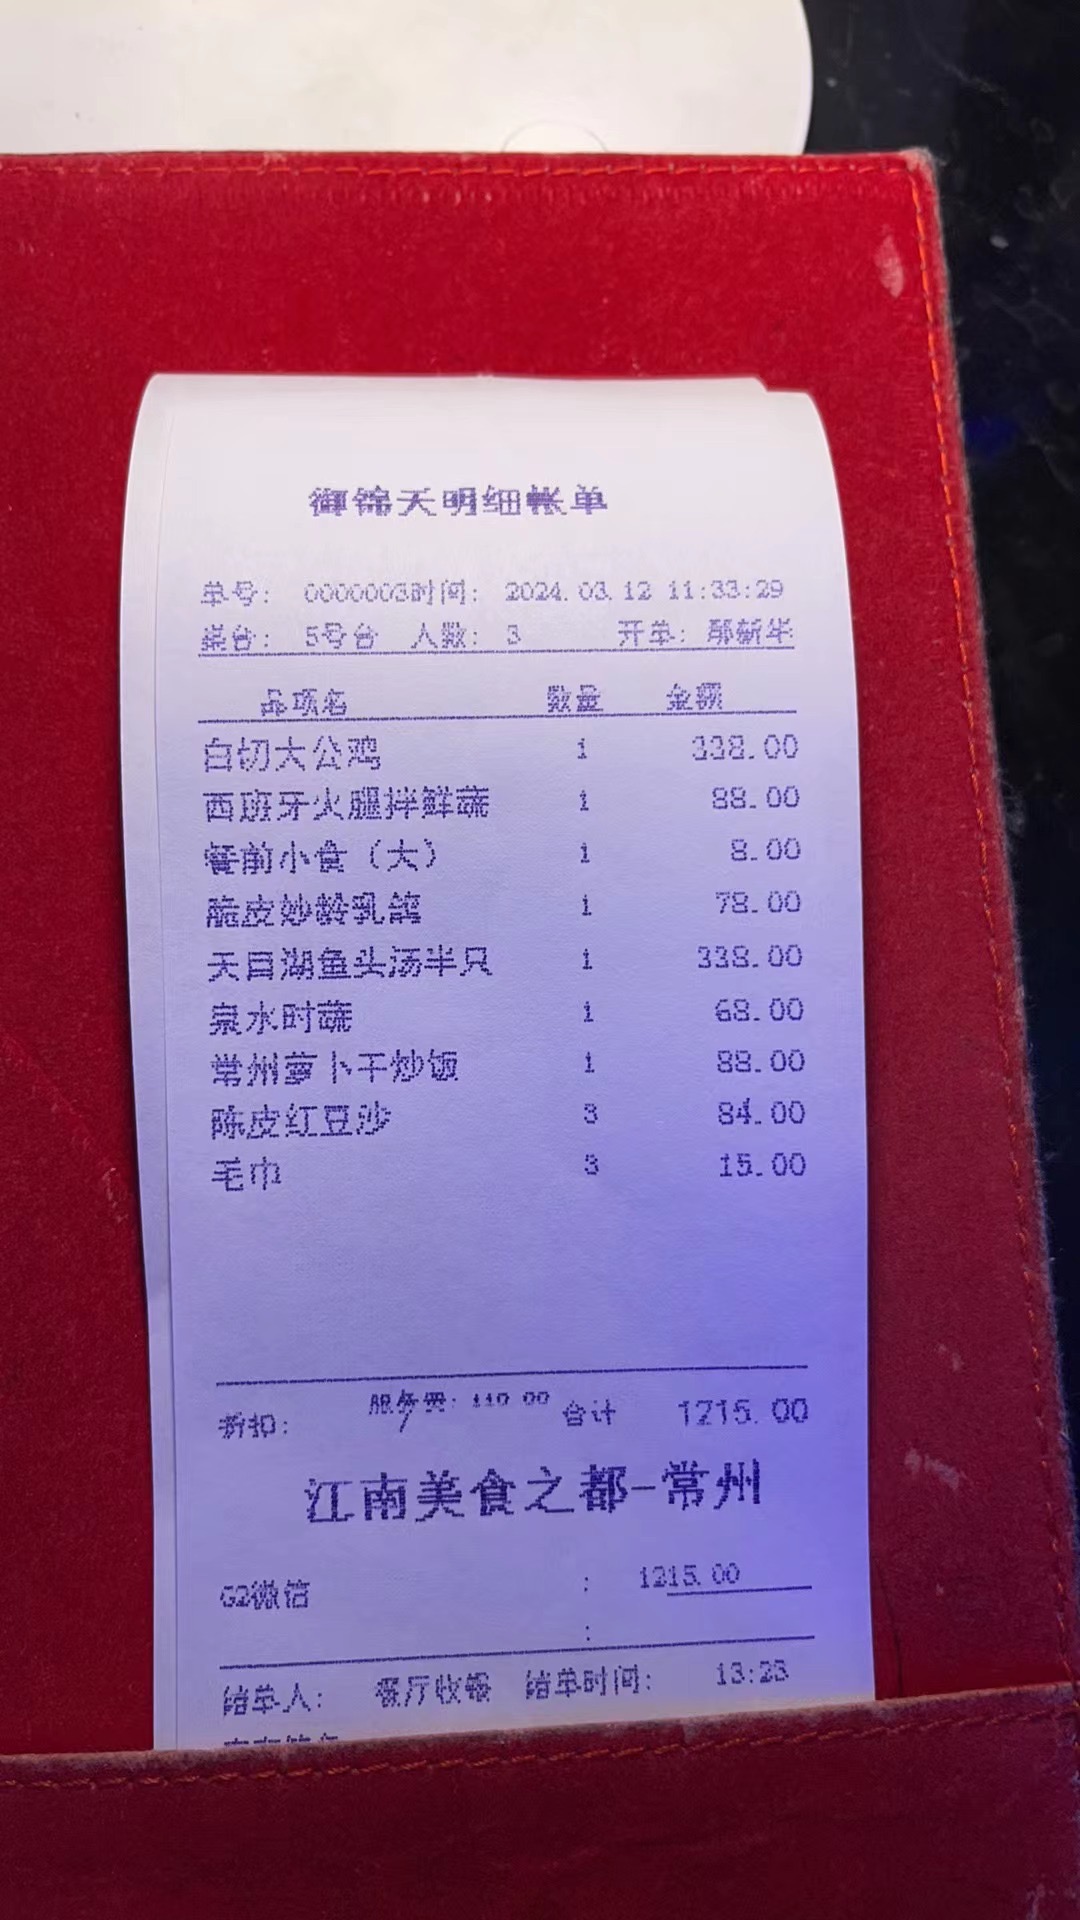 御锦天明细帐单
单号: 0000003时间: 2024.03.12 11:33:29
桌台: 5号台 人数: 3 开单: 邵新华
品项名 数量 金额
白切大公鸡 1 338.00
西班牙火腿拌鲜蔬 1 88.00
餐前小食(大) 1 8.00
脆皮妙龄乳鸽 1 78.00
天目湖鱼头汤半只 1 338.00
泉水时蔬 1 68.00
常州萝卜干炒饭 1 88.00
陈皮红豆沙 3 84.00
毛巾 3 15.00
折扣: 服务费: 110.00 合计 1215.00
江南美食之都-常州
G2微信 : 1215.00
:
结单人: 餐厅收银 结单时间: 13:23